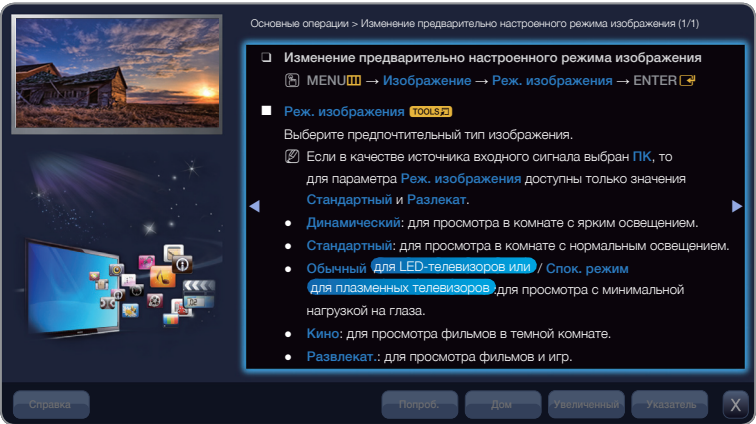 Основные операции > Изменение предварительно настроенного режима изображения (1/1)
Изменение предварительно настроенного режима изображения
MENU → Изображение → Реж. изображения → ENTER
Реж. изображения TOOLS
Выберите предпочтительный тип изображения.
Если в качестве источника входного сигнала выбран ПК, то
для параметра Реж. изображения доступны только значения
Стандартный и Разлекат.
● Динамический: для просмотра в комнате с ярким освещением.
● Стандартный: для просмотра в комнате с нормальным освещением.
● Обычный для LED-телевизоров или / Спок. режим
для плазменных телевизоров :для просмотра с минимальной
нагрузкой на глаза.
● Кино: для просмотра фильмов в темной комнате.
● Развлекат.: для просмотра фильмов и игр.
Справка Попроб. Дом Увеличенный Указатель X